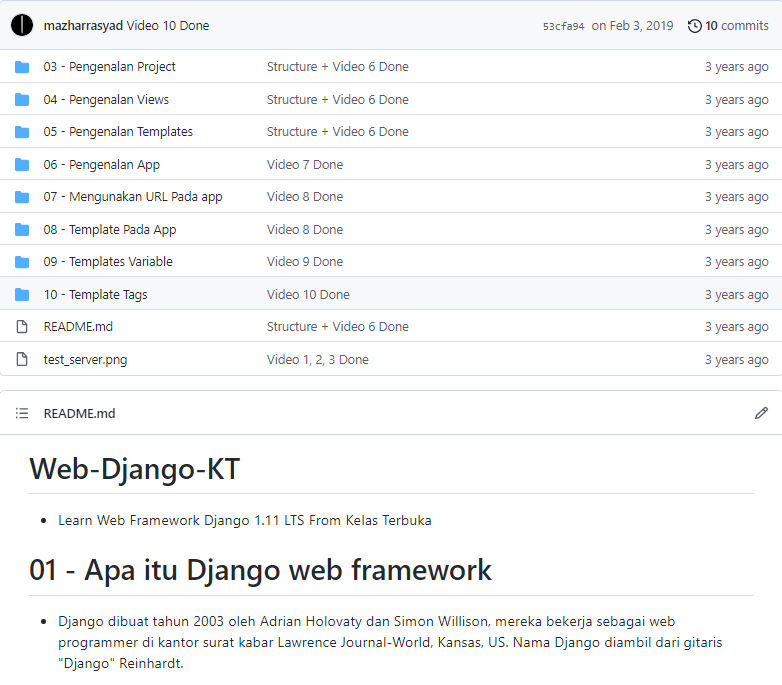 mazharrasyad Video 10 Done 53cfa94 on Feb 3, 2019 10 commits
03 - Pengenalan Project Structure + Video 6 Done 3 years ago
04 - Pengenalan Views Structure + Video 6 Done 3 years ago
05 - Pengenalan Templates Structure + Video 6 Done 3 years ago
06 - Pengenalan App Video 7 Done 3 years ago
07 - Mengunakan URL Pada app Video 8 Done 3 years ago
08 - Template Pada App Video 8 Done 3 years ago
09 - Templates Variable Video 9 Done 3 years ago
10 - Template Tags Video 10 Done 3 years ago
README.md Structure + Video 6 Done 3 years ago
test_server.png Video 1, 2, 3 Done 3 years ago
README.md
Web-Django-KT
Learn Web Framework Django 1.11 LTS From Kelas Terbuka
01 - Apa itu Django web framework
Django dibuat tahun 2003 oleh Adrian Holovaty dan Simon Willison, mereka bekerja sebagai web
programmer di kantor surat kabar Lawrence Journal-World, Kansas, US. Nama Django diambil dari gitaris
"Django" Reinhardt.